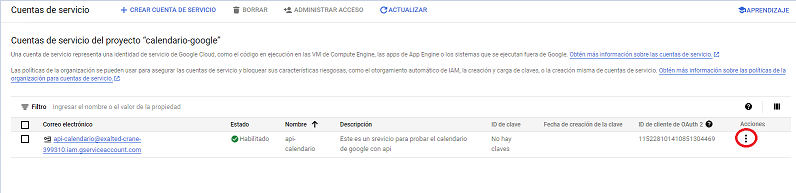 Cuentas de servicio
CREAR CUENTA DE SERVICIO
BORRAR
ADMINISTRAR ACCESO
ACTUALIZAR
APRENDIZAJE
Cuentas de servicio del proyecto "calendario-google"
Una cuenta de servicio representa una identidad de servicio de Google Cloud, como el código en ejecución en las VM de Compute Engine, las apps de App Engine o los sistemas que se ejecutan fuera de Google. Obtén más información sobre las cuentas de servicio.
Las políticas de la organización se pueden usar para asegurar las cuentas de servicio y bloquear sus características riesgosas, como el otorgamiento automático de IAM, la creación y carga de claves, o la creación misma de cuentas de servicio. Obtén más información sobre las políticas de la
organización para cuentas de servicio.
Filtro Ingresar el nombre o el valor de la propiedad
Correo electrónico Estado Nombre Descripción ID de clave Fecha de creación de la clave ID de cliente de OAuth 2 Acciones
api-calendario@exalted-crane- Habilitado api- Este es un srevicio para probar el calendario No hay 115228101410851304469
399310.iam.gserviceaccount.com calendario de google con api claves